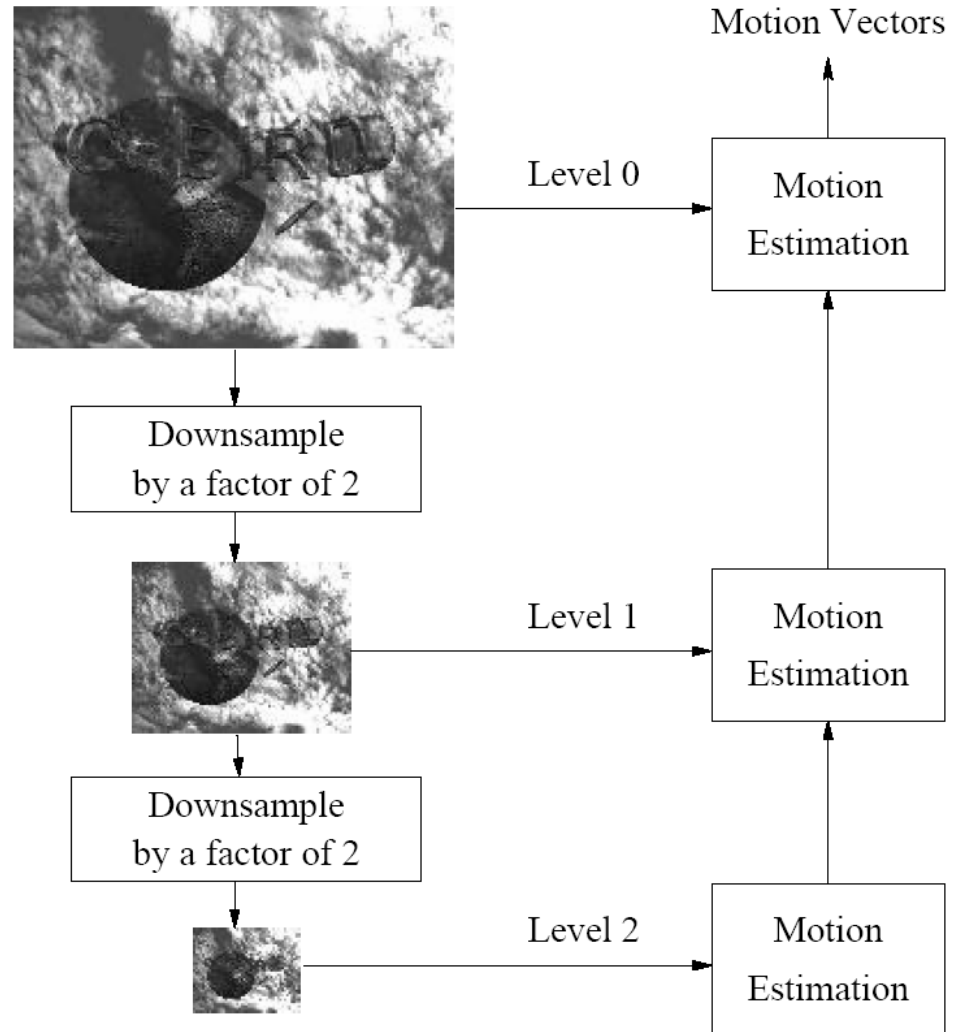 Motion Vectors
Level 0
Motion
Estimation
Downsample
by a factor of 2
Level 1
Motion
Estimation
Downsample
by a factor of 2
Level 2
Motion
Estimation